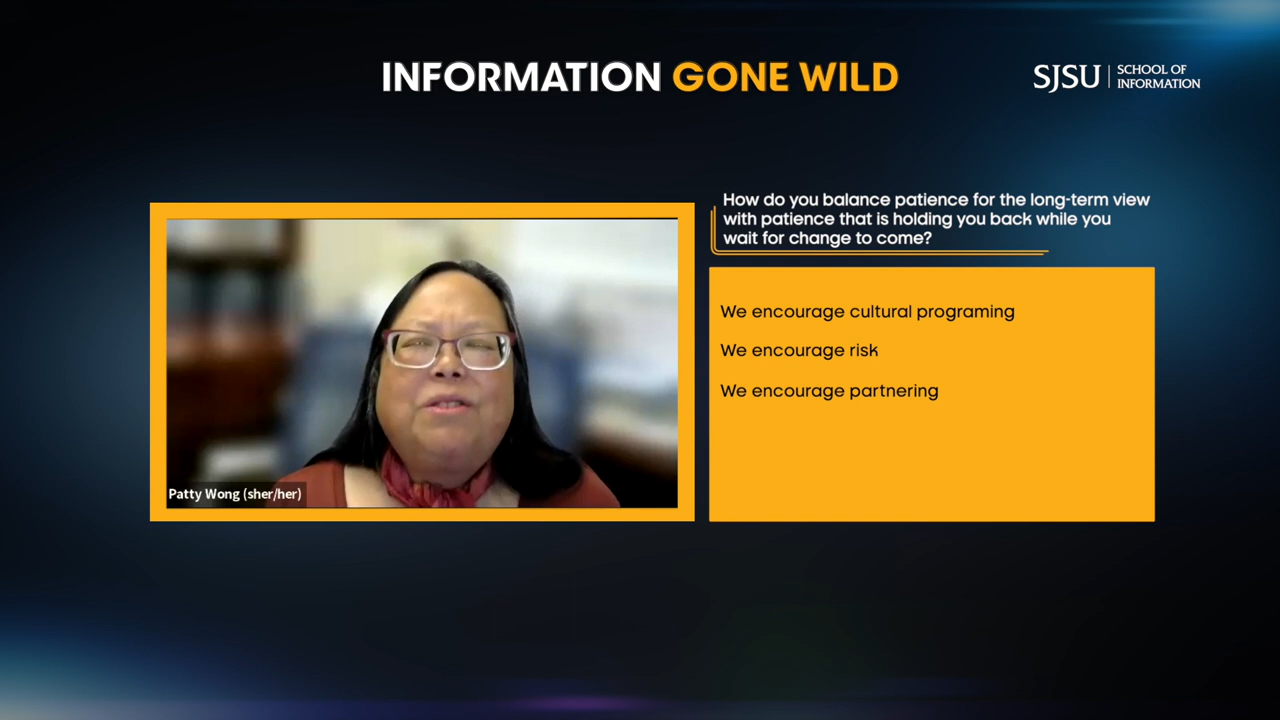 INFORMATION GONE WILD
SJSU
SCHOOL OF
INFORMATION
How do you balance patience for the long-term view
with patience that is holding you back while you
wait for change to come?
We encourage cultural programing
We encourage risk
We encourage partnering
Patty Wong (sher/her)